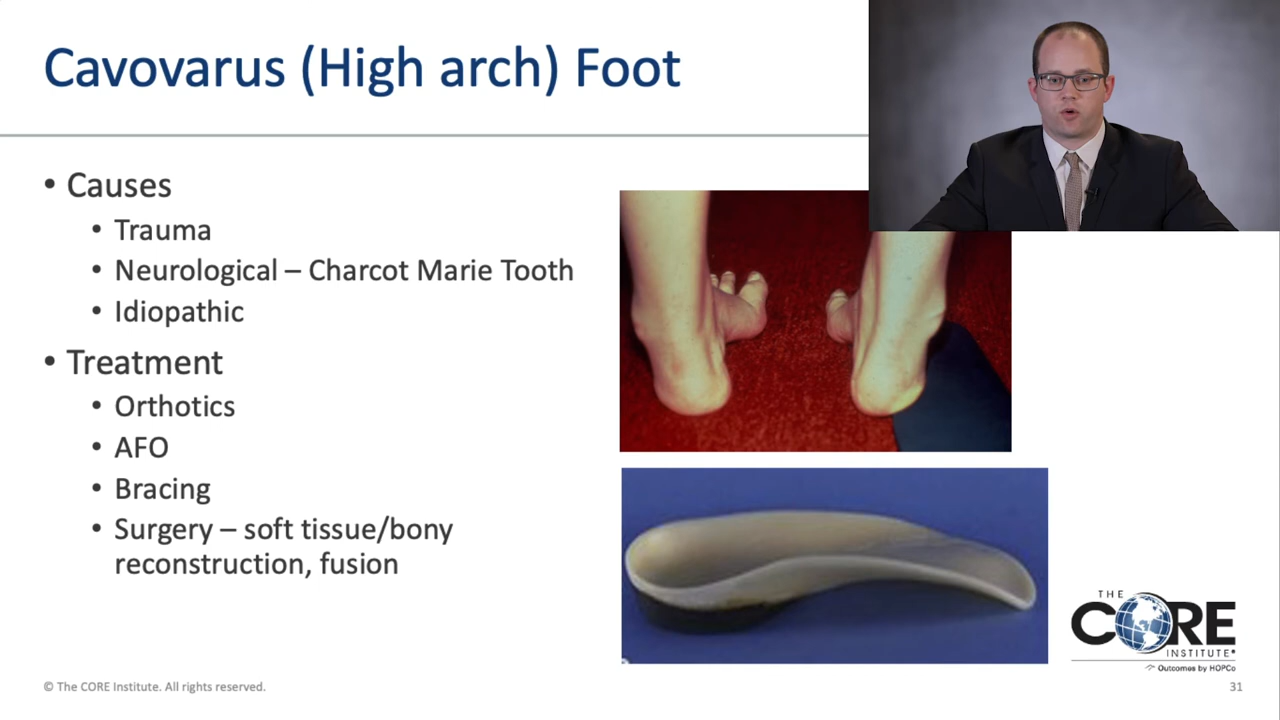 Cavovarus (High arch) Foot
• Causes
• Trauma
• Neurological – Charcot Marie Tooth
• Idiopathic
• Treatment
• Orthotics
• AFO
• Bracing
• Surgery – soft tissue/bony
reconstruction, fusion
THE
CORE
INSTITUTE®
Outcomes by HOPCo
© The CORE Institute. All rights reserved.
31